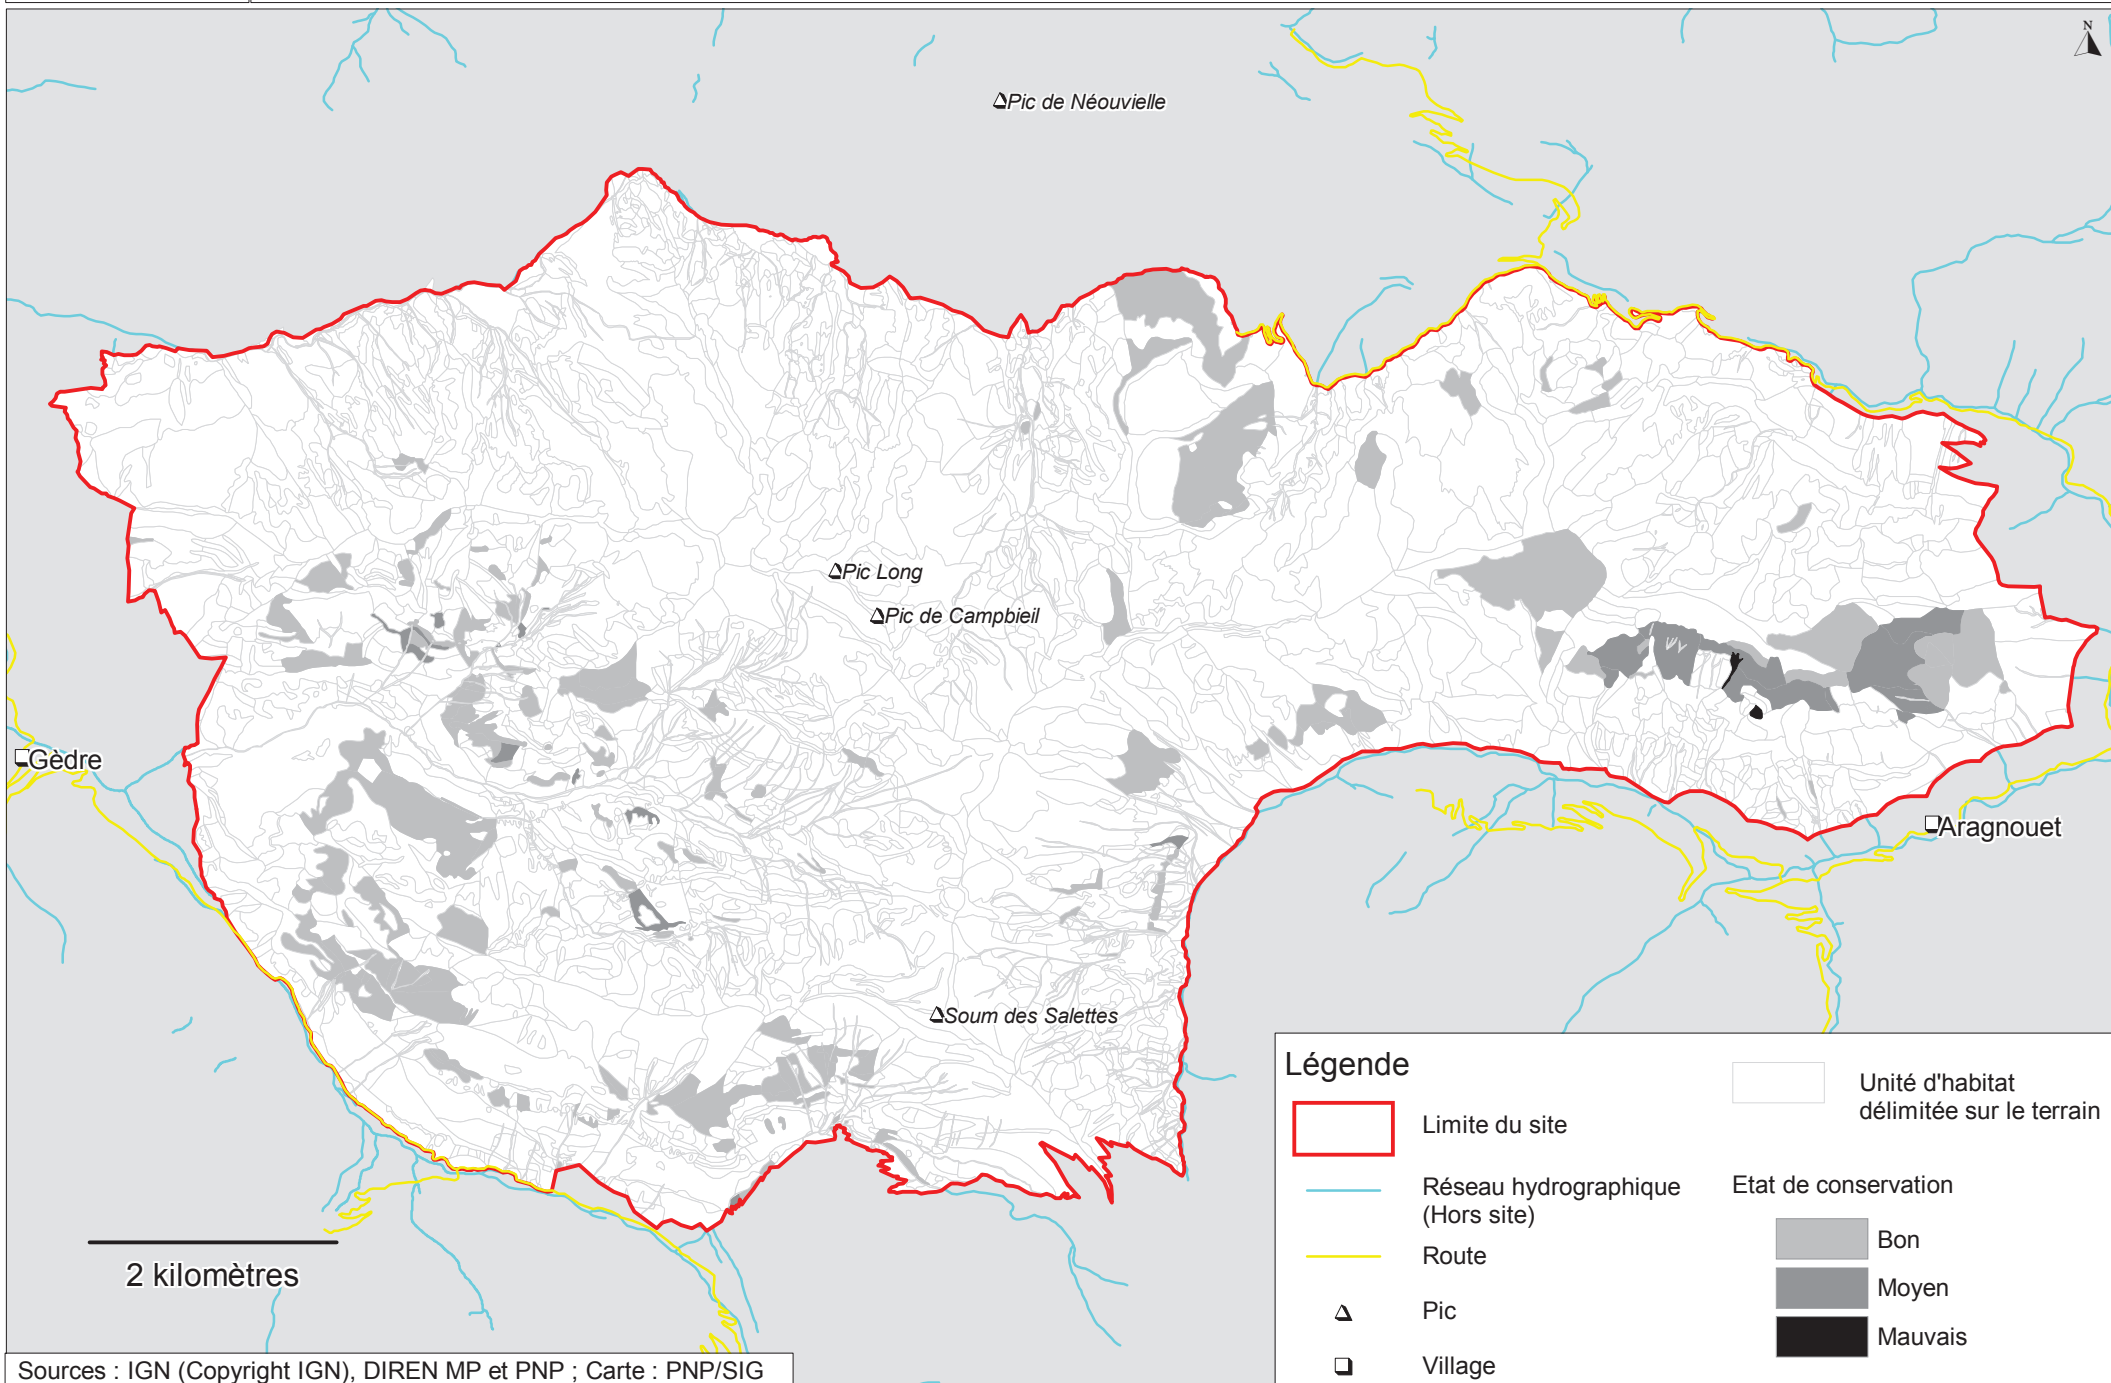 N
Pic de Néouvielle
Pic Long
Pic de Campbieil
Gèdre
Aragnouet
Soum des Salettes
2 kilomètres
Légende
Limite du site
Réseau hydrographique
(Hors site)
Route
Pic
Village
Unité d'habitat
délimitée sur le terrain
Etat de conservation
Bon
Moyen
Mauvais
Sources : IGN (Copyright IGN), DIREN MP et PNP ; Carte : PNP/SIG